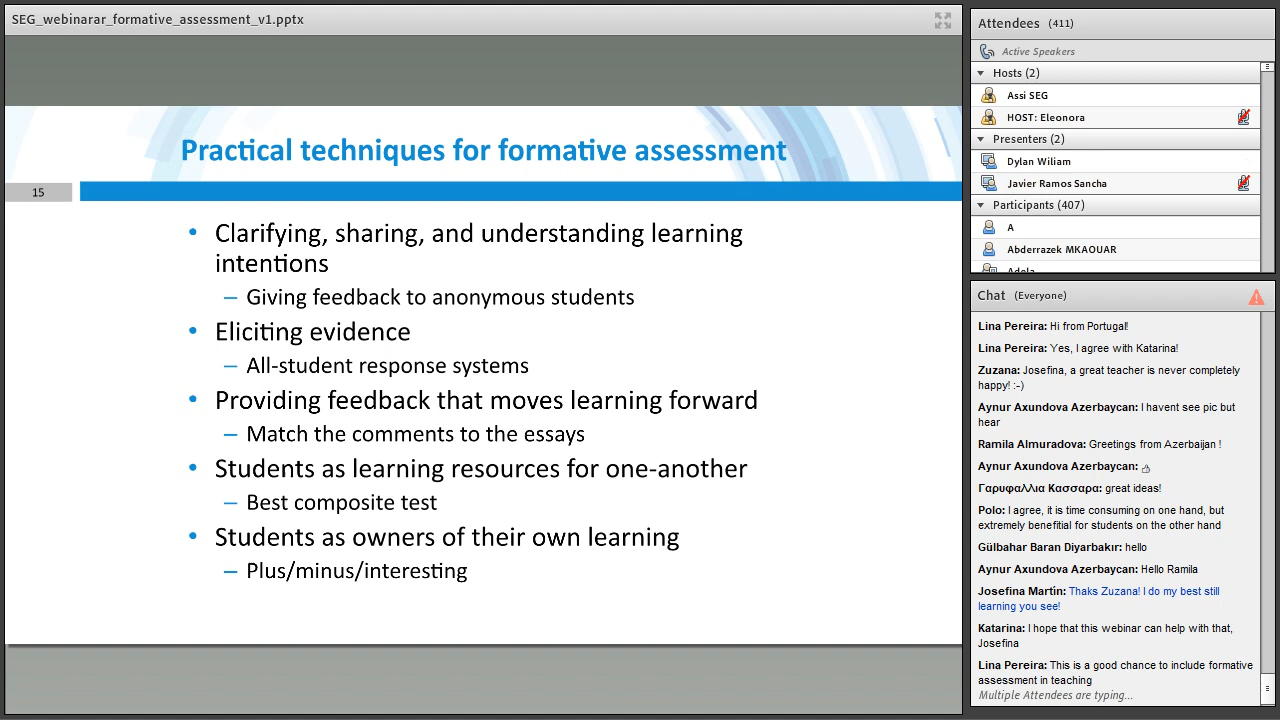 SEG_webinarar_formative_assessment_v1.pptx
Practical techniques for formative assessment
15
• Clarifying, sharing, and understanding learning
intentions
– Giving feedback to anonymous students
• Eliciting evidence
– All-student response systems
• Providing feedback that moves learning forward
– Match the comments to the essays
• Students as learning resources for one-another
– Best composite test
• Students as owners of their own learning
– Plus/minus/interesting
Attendees (411)
Active Speakers
Hosts (2)
Assi SEG
HOST: Eleonora
Presenters (2)
Dylan Wiliam
Javier Ramos Sancha
Participants (407)
A
Abderrazek MKAOUAR
Adela
Chat (Everyone)
Lina Pereira: Hi from Portugal!
Lina Pereira: Yes, I agree with Katarina!
Zuzana: Josefina, a great teacher is never completely
happy! :-)
Aynur Axundova Azerbaycan: I havent see pic but
hear
Ramila Almuradova: Greetings from Azerbaijan !
Aynur Axundova Azerbaycan:
Γαρυφαλλια Κασσαρα: great ideas!
Polo: I agree, it is time consuming on one hand, but
extremely benefitial for students on the other hand
Gülbahar Baran Diyarbakır: hello
Aynur Axundova Azerbaycan: Hello Ramila
Josefina Martín: Thaks Zuzana! I do my best still
learning you see!
Katarina: I hope that this webinar can help with that,
Josefina
Lina Pereira: This is a good chance to include formative
assessment in teaching
Multiple Attendees are typing...